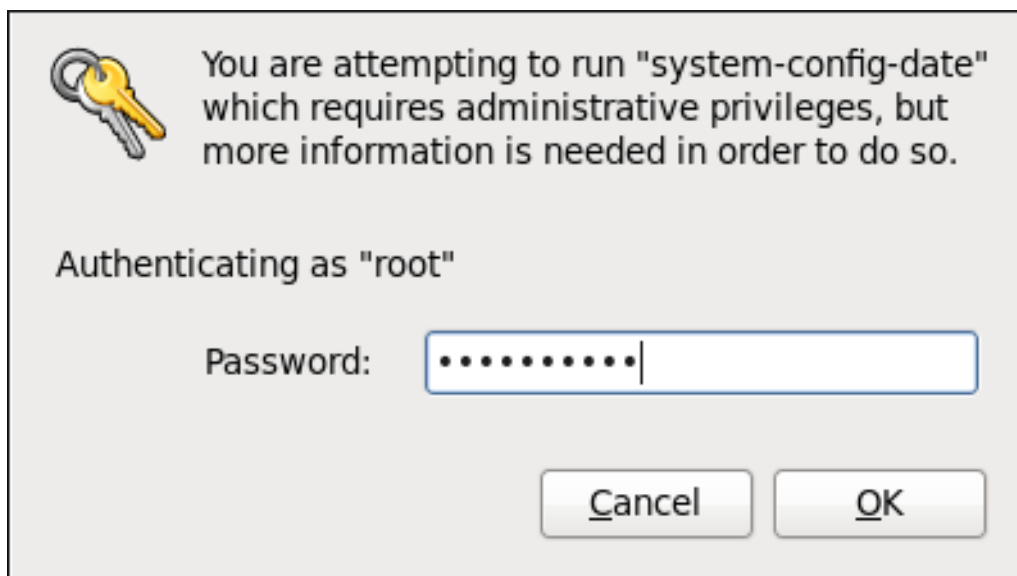 You are attempting to run "system-config-date"
which requires administrative privileges, but
more information is needed in order to do so.
Authenticating as "root"
Password: ••••••••••
Cancel OK